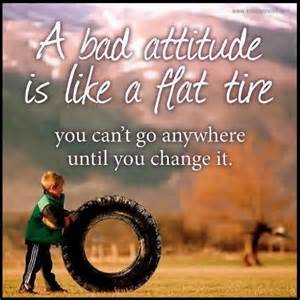 A bad attitude
is like a flat tire
you can't go anywhere
until you change it.